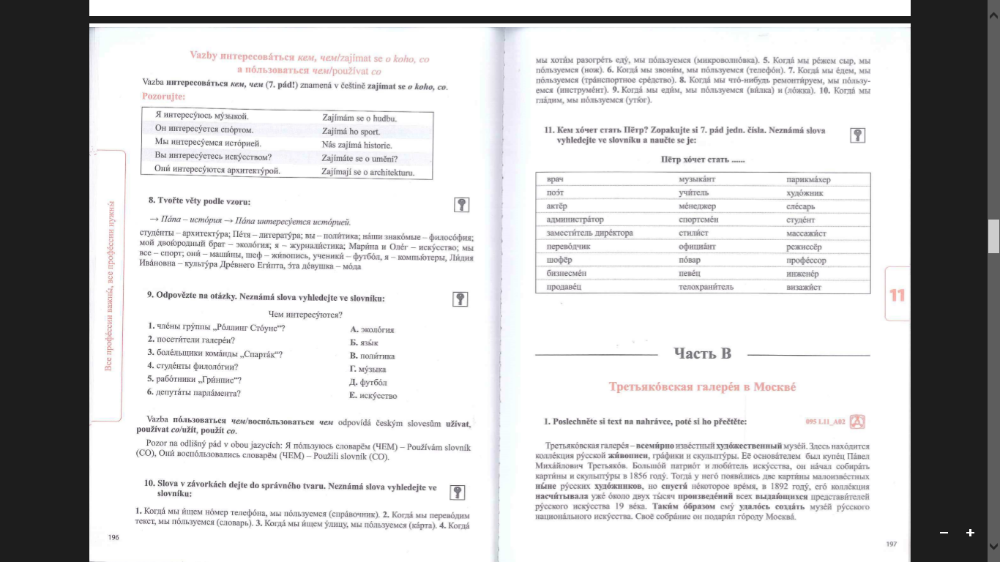 Vazby интересова́ться кем, чем/zajímat se o koho, co
а по́льзоваться чем/používat co
Vazba интересова́ться кем, чем (7. pád!) znamená v češtině zajímat se o koho, co.
Pozorujte:
Я интересу́юсь му́зыкой. Zajímám se o hudbu.
Он интересу́ется спо́ртом. Zajímá ho sport.
Мы интересу́емся исто́рией. Nás zajímá historie.
Вы интересу́етесь иску́сством? Zajímáte se o umění?
Они́ интересу́ются архитекту́рой. Zajímají se o architekturu.
8. Tvořte věty podle vzoru:
→ Па́па – исто́рия → Па́па интересу́ется исто́рией.
студе́нты – архитекту́ра; Пе́тя – литерату́ра; вы – поли́тика; на́ши знако́мые – филосо́фия;
мой двою́родный брат – эколо́гия; я – журнали́стика; Мари́на и Оле́г – иску́сство; мы
все – спорт; они́ – маши́ны, шеф – жи́вопись, ученики́ – футбо́л, я – компью́теры, Ли́дия
Ива́новна – культу́ра Дре́внего Еги́пта, э́та де́вушка – мо́да
9. Odpovězte na otázky. Neznámá slova vyhledejte ve slovníku:
Чем интересу́ются?
1. чле́ны гру́ппы „Ро́ллинг Сто́унс“? А. эколо́гия
2. посети́тели галере́и? Б. язы́к
3. боле́льщики кома́нды „Спарта́к“? В. поли́тика
4. студе́нты филоло́гии? Г. му́зыка
5. рабо́тники „Гри́нпис“? Д. футбо́л
6. депута́ты парла́мента? Е. иску́сство
Vazba по́льзоваться чем/воспо́льзоваться чем odpovídá českým slovesům užívat,
používat co/užít, použít co.
Pozor na odlišný pád v obou jazycích: Я по́льзуюсь словарём (ЧЕМ) – Používám slovník
(CO), Они́ воспо́льзовались словарём (ЧЕМ) – Použili slovník (CO).
10. Slova v závorkách dejte do správného tvaru. Neznámá slova vyhledejte ve
slovníku:
1. Когда́ мы и́щем но́мер телефо́на, мы по́льзуемся (спра́вочник). 2. Когда́ мы перево́дим
текст, мы по́льзуемся (слова́рь). 3. Когда́ мы и́щем у́лицу, мы по́льзуемся (ка́рта). 4. Когда́
196
Все профе́ссии важны́, все профе́ссии нужны́
мы хоти́м разогре́ть еду́, мы по́льзуемся (микроволно́вка). 5. Когда́ мы ре́жем сыр, мы
по́льзуемся (нож). 6. Когда́ мы звони́м, мы по́льзуемся (телефо́н). 7. Когда́ мы е́дем, мы
по́льзуемся (тра́нспортное сре́дство). 8. Когда́ мы что́-нибудь ремонти́руем, мы по́льзу-
емся (инструме́нт). 9. Когда́ мы еди́м, мы по́льзуемся (ви́лка) и (ло́жка). 10. Когда́ мы
гла́дим, мы по́льзуемся (утю́г).
11. Кем хо́чет стать Пётр? Zopakujte si 7. pád jedn. čísla. Neznámá slova
vyhledejte ve slovníku a naučte se je:
Пётр хо́чет стать ......
врач музыка́нт парикма́хер
поэ́т учи́тель худо́жник
актёр ме́неджер сле́сарь
администра́тор спортсме́н студе́нт
замести́тель дире́ктора стили́ст массажи́ст
перево́дчик официа́нт режиссёр
шофёр по́вар профе́ссор
бизнесме́н певе́ц инжене́р
продаве́ц телохрани́тель визажи́ст
11
Часть В
Третьяко́вская галере́я в Москве́
1. Poslechněte si text na nahrávce, poté si ho přečtěte: 095 L11_A02
Третьяко́вская галере́я – всеми́рно изве́стный худо́жественный музе́й. Здесь нахо́дится
колле́кция ру́сской жи́вописи, гра́фики и скульпту́ры. Её основа́телем был купе́ц Па́вел
Миха́йлович Третьяко́в. Большо́й патрио́т и люби́тель иску́сства, он на́чал собира́ть
карти́ны и скульпту́ры в 1856 году́. Тогда́ у него́ появи́лись две карти́ны малоизве́стных
ны́не ру́сских худо́жников, но спустя́ не́которое вре́мя, в 1892 году́, его́ колле́кция
насчи́тывала уже́ о́коло двух ты́сяч произведе́ний всех выдаю́щихся представи́телей
ру́сского иску́сства 19 ве́ка. Таки́м о́бразом ему́ удало́сь созда́ть музе́й ру́сского
национа́льного иску́сства. Своё собра́ние он подари́л го́роду Москва́.
197